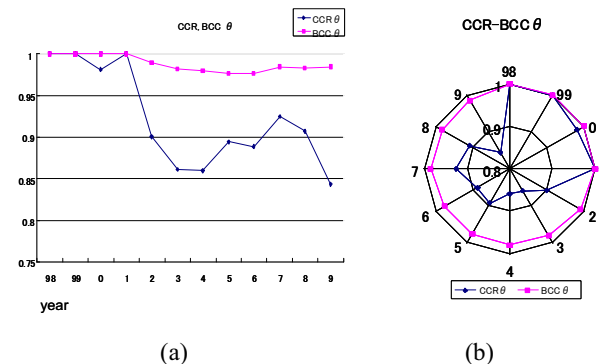 CCR, BCC θ
CCR θ
BCC θ
1
0.95
0.9
0.85
0.8
0.75
98 99 0 1 2 3 4 5 6 7 8 9
year
(a)
CCR-BCC θ
98
99
0
2
3
4
5
6
7
8
9
1
0.9
0.8
CCR θ BCC θ
(b)